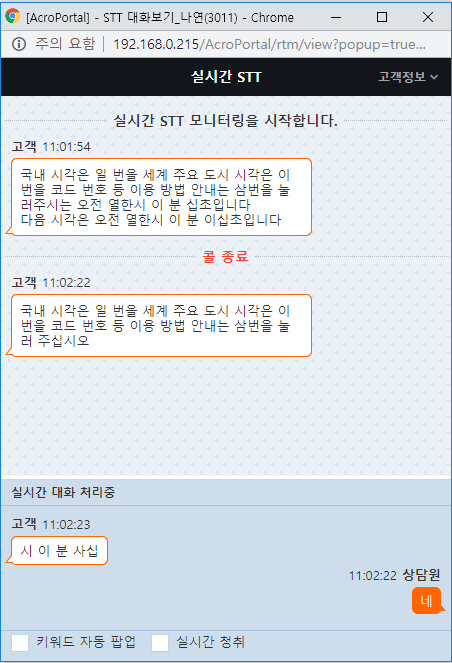 [AcroPortal] - STT 대화보기_나연(3011) - Chrome
주의 요함 | 192.168.0.215/AcroPortal/rtm/view?popup=true...
실시간 STT
고객정보
실시간 STT 모니터링을 시작합니다.
고객 11:01:54
국내 시각은 일 번을 세계 주요 도시 시각은 이
번을 코드 번호 등 이용 방법 안내는 삼번을 눌
러주시는 오전 열한시 이 분 십초입니다
다음 시각은 오전 열한시 이 분 이십초입니다
콜 종료
고객 11:02:22
국내 시각은 일 번을 세계 주요 도시 시각은 이
번을 코드 번호 등 이용 방법 안내는 삼번을 눌
러 주십시오
실시간 대화 처리중
고객 11:02:23
시 이 분 사십
11:02:22 상담원
네
키워드 자동 팝업
실시간 청취